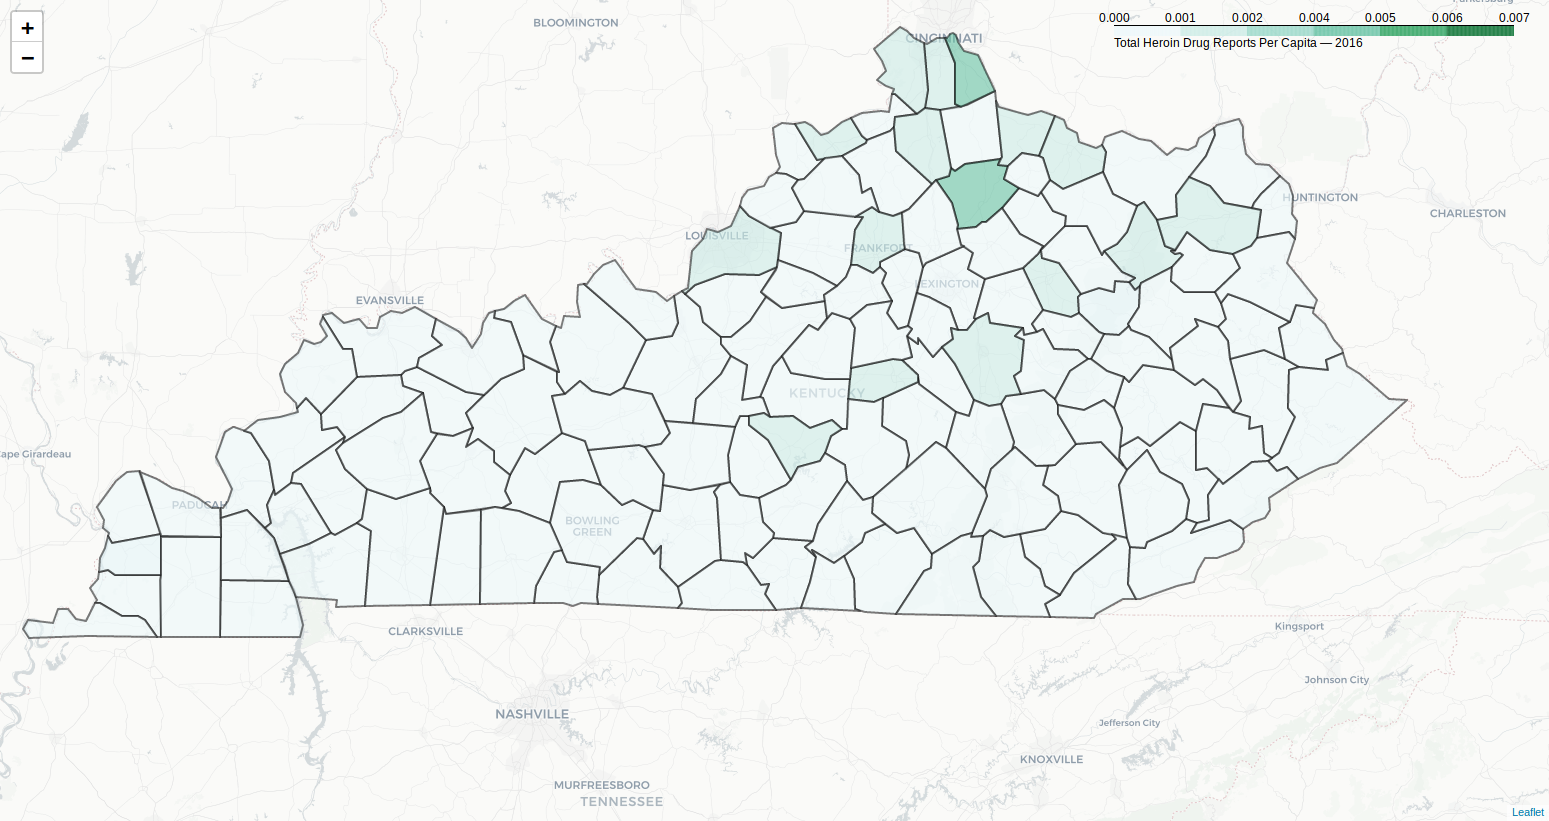 +
−
BLOOMINGTON
CINCINNATI
0.000 0.001 0.002 0.004 0.005 0.006 0.007
Total Heroin Drug Reports Per Capita — 2016
HUNTINGTON
CHARLESTON
LOUISVILLE
FRANKFORT
LEXINGTON
EVANSVILLE
KENTUCKY
Cape Girardeau
PADUCAH
BOWLING
GREEN
CLARKSVILLE
Kingsport
Johnson City
NASHVILLE
Jefferson City
KNOXVILLE
MURFREESBORO
TENNESSEE
Leaflet